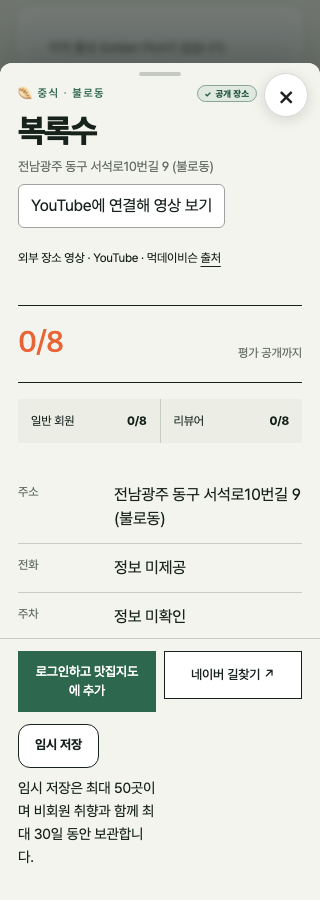 중식 · 불로동
✓ 공개 장소
×
복록수
전남광주 동구 서석로10번길 9 (불로동)
YouTube에 연결해 영상 보기
외부 장소 영상 · YouTube · 먹데이비슨 출처
0/8
평가 공개까지
일반 회원 0/8 리뷰어 0/8
주소 전남광주 동구 서석로10번길 9
(불로동)
전화 정보 미제공
주차 정보 미확인
로그인하고 맛집지도
에 추가
네이버 길찾기 ↗
임시 저장
임시 저장은 최대 50곳이
며 비회원 취향과 함께 최
대 30일 동안 보관합니
다.